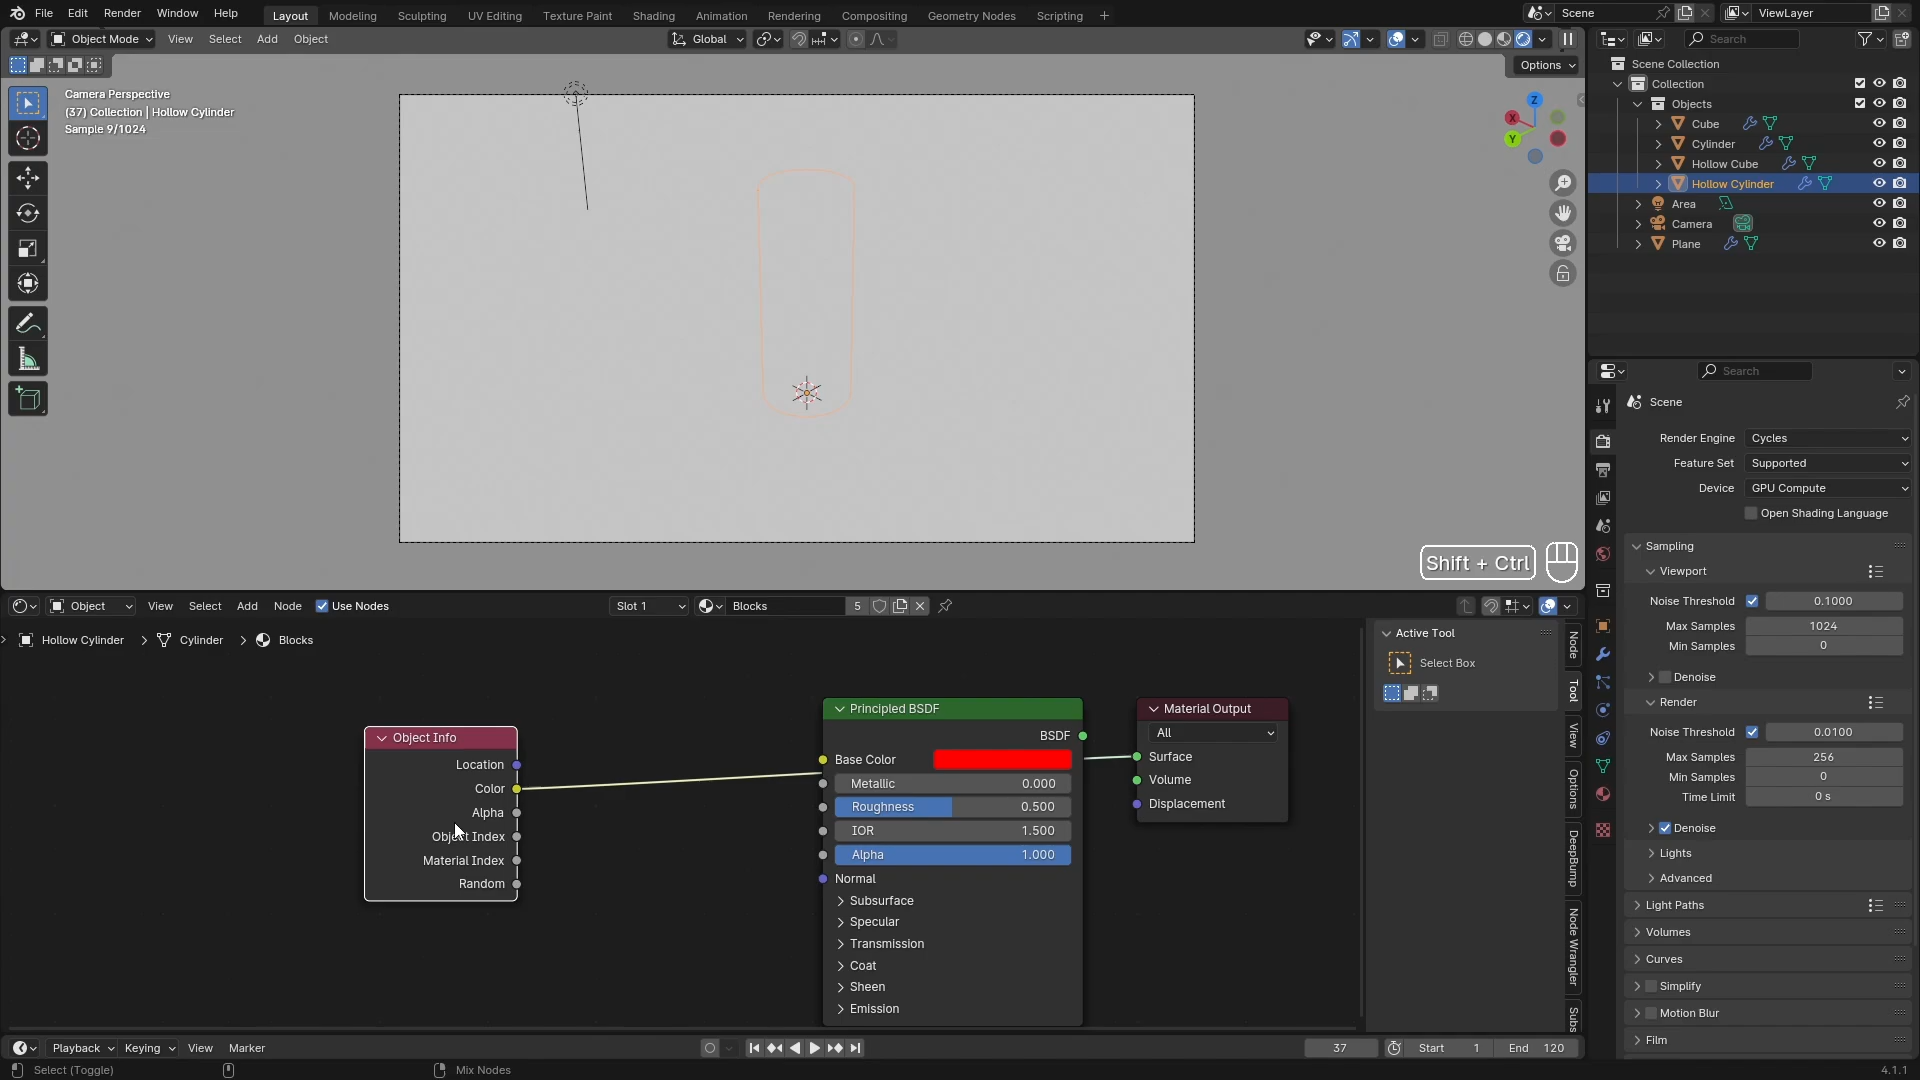 File Edit Render Window Help Layout Modeling Sculpting UV Editing Texture Paint Shading Animation Rendering Compositing Geometry Nodes Scripting + Scene ViewLayer
Object Mode View Select Add Object Global Search
Options
Camera Perspective
(37) Collection | Hollow Cylinder
Sample 9/1024
Z
X
Y
Scene Collection
Collection
Objects
Cube
Cylinder
Hollow Cube
Hollow Cylinder
Area
Camera
Plane
Search
Scene
Render Engine Cycles
Feature Set Supported
Device GPU Compute
Open Shading Language
Sampling
Viewport
Noise Threshold 0.1000
Max Samples 1024
Min Samples 0
Denoise
Render
Noise Threshold 0.0100
Max Samples 256
Min Samples 0
Time Limit 0 s
Denoise
Lights
Advanced
Light Paths
Volumes
Curves
Simplify
Motion Blur
Film
Shift + Ctrl
Object View Select Add Node Use Nodes Slot 1 Blocks 5
Hollow Cylinder > Cylinder > Blocks
Active Tool
Select Box
Node
Tool
View
Options
DeepBump
Node Wrangler
Subs
Object Info
Location
Color
Alpha
Object Index
Material Index
Random
Principled BSDF
BSDF
Base Color
Metallic 0.000
Roughness 0.500
IOR 1.500
Alpha 1.000
Normal
Subsurface
Specular
Transmission
Coat
Sheen
Emission
Material Output
All
Surface
Volume
Displacement
Playback Keying View Marker 37 Start 1 End 120
Select (Toggle) Mix Nodes 4.1.1